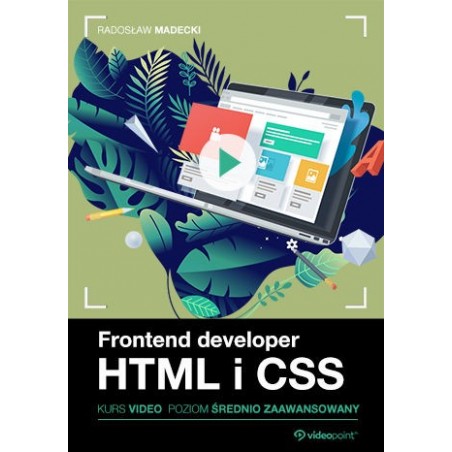 RADOSŁAW MADECKI
A
Frontend developer
HTML i CSS
KURS VIDEO POZIOM ŚREDNIO ZAAWANSOWANY
videopoint